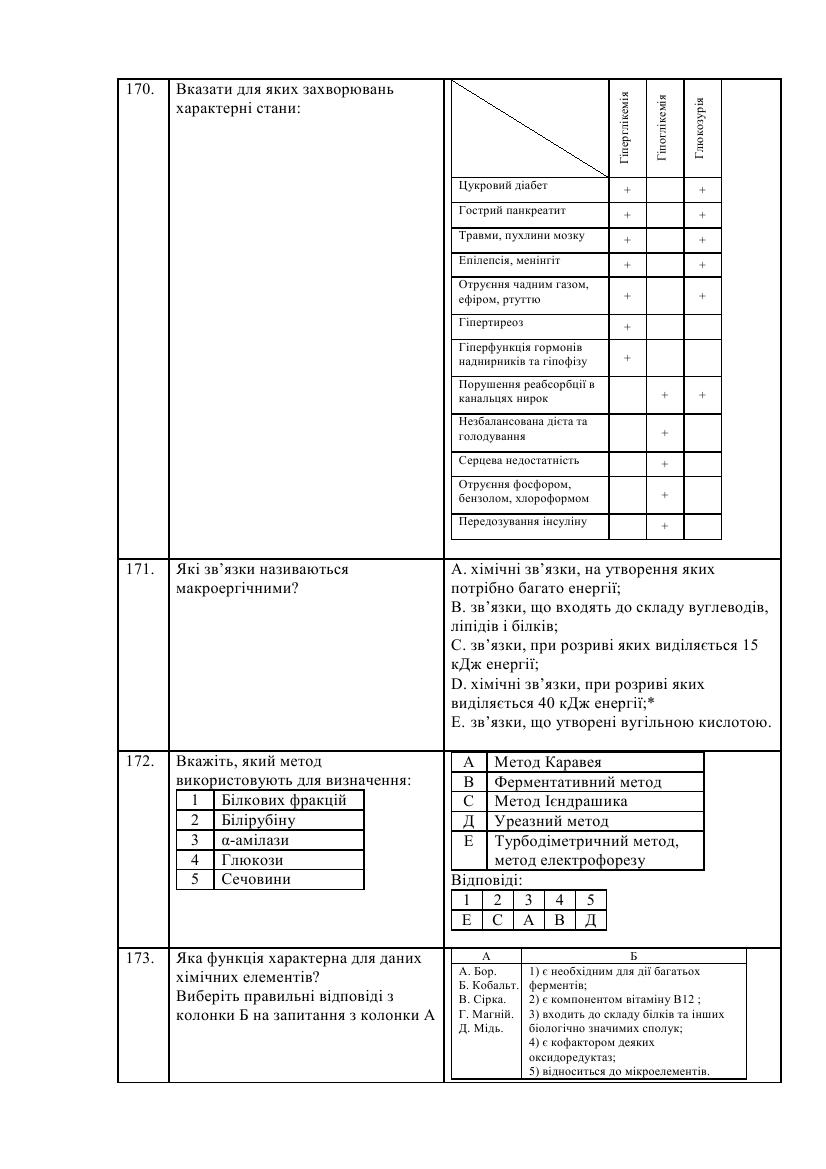 170.
Вказати для яких захворювань
характерні стани:
Гіперглікемія
Гіпоглікемія
Глюкозурія
Цукровий діабет + +
Гострий панкреатит + +
Травми, пухлини мозку + +
Епілепсія, менінгіт + +
Отруєння чадним газом,
ефіром, ртуттю + +
Гіпертиреоз +
Гіперфункція гормонів
наднирників та гіпофізу +
Порушення реабсорбції в
канальцях нирок + +
Незбалансована дієта та
голодування +
Серцева недостатність +
Отруєння фосфором,
бензолом, хлороформом +
Передозування інсуліну +
171.
Які зв’язки називаються
макроергічними?
А. хімічні зв’язки, на утворення яких
потрібно багато енергії;
В. зв’язки, що входять до складу вуглеводів,
ліпідів і білків;
С. зв’язки, при розриві яких виділяється 15
кДж енергії;
D. хімічні зв’язки, при розриві яких
виділяється 40 кДж енергії;*
Е. зв’язки, що утворені вугільною кислотою.
172.
Вкажіть, який метод
використовують для визначення:
1 Білкових фракцій
2 Білірубіну
3 α-амілази
4 Глюкози
5 Сечовини
А Метод Каравея
В Ферментативний метод
С Метод Ієндрашика
Д Уреазний метод
Е Турбодіметричний метод,
метод електрофорезу
Відповіді:
1 2 3 4 5
Е С А В Д
173.
Яка функція характерна для даних
хімічних елементів?
Виберіть правильні відповіді з
колонки Б на запитання з колонки А
А
А. Бор.
Б. Кобальт.
В. Сірка.
Г. Магній.
Д. Мідь.
Б
1) є необхідним для дії багатьох
ферментів;
2) є компонентом вітаміну В12 ;
3) входить до складу білків та інших
біологічно значимих сполук;
4) є кофактором деяких
оксидоредуктаз;
5) відноситься до мікроелементів.